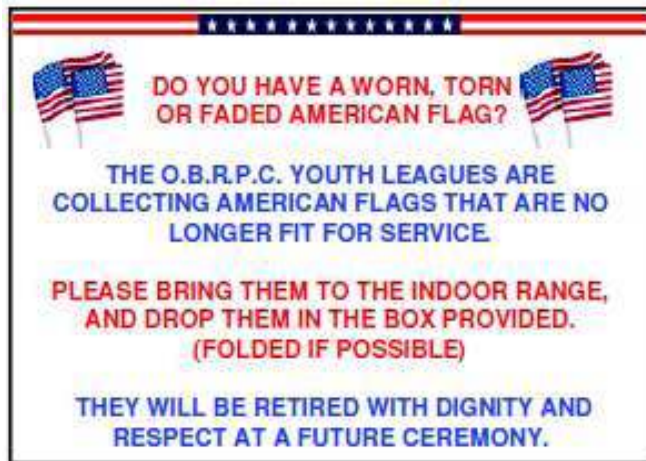 DO YOU HAVE A WORN, TORN
OR FADED AMERICAN FLAG?
THE O.B.R.P.C. YOUTH LEAGUES ARE
COLLECTING AMERICAN FLAGS THAT ARE NO
LONGER FIT FOR SERVICE.
PLEASE BRING THEM TO THE INDOOR RANGE,
AND DROP THEM IN THE BOX PROVIDED.
(FOLDED IF POSSIBLE)
THEY WILL BE RETIRED WITH DIGNITY AND
RESPECT AT A FUTURE CEREMONY.